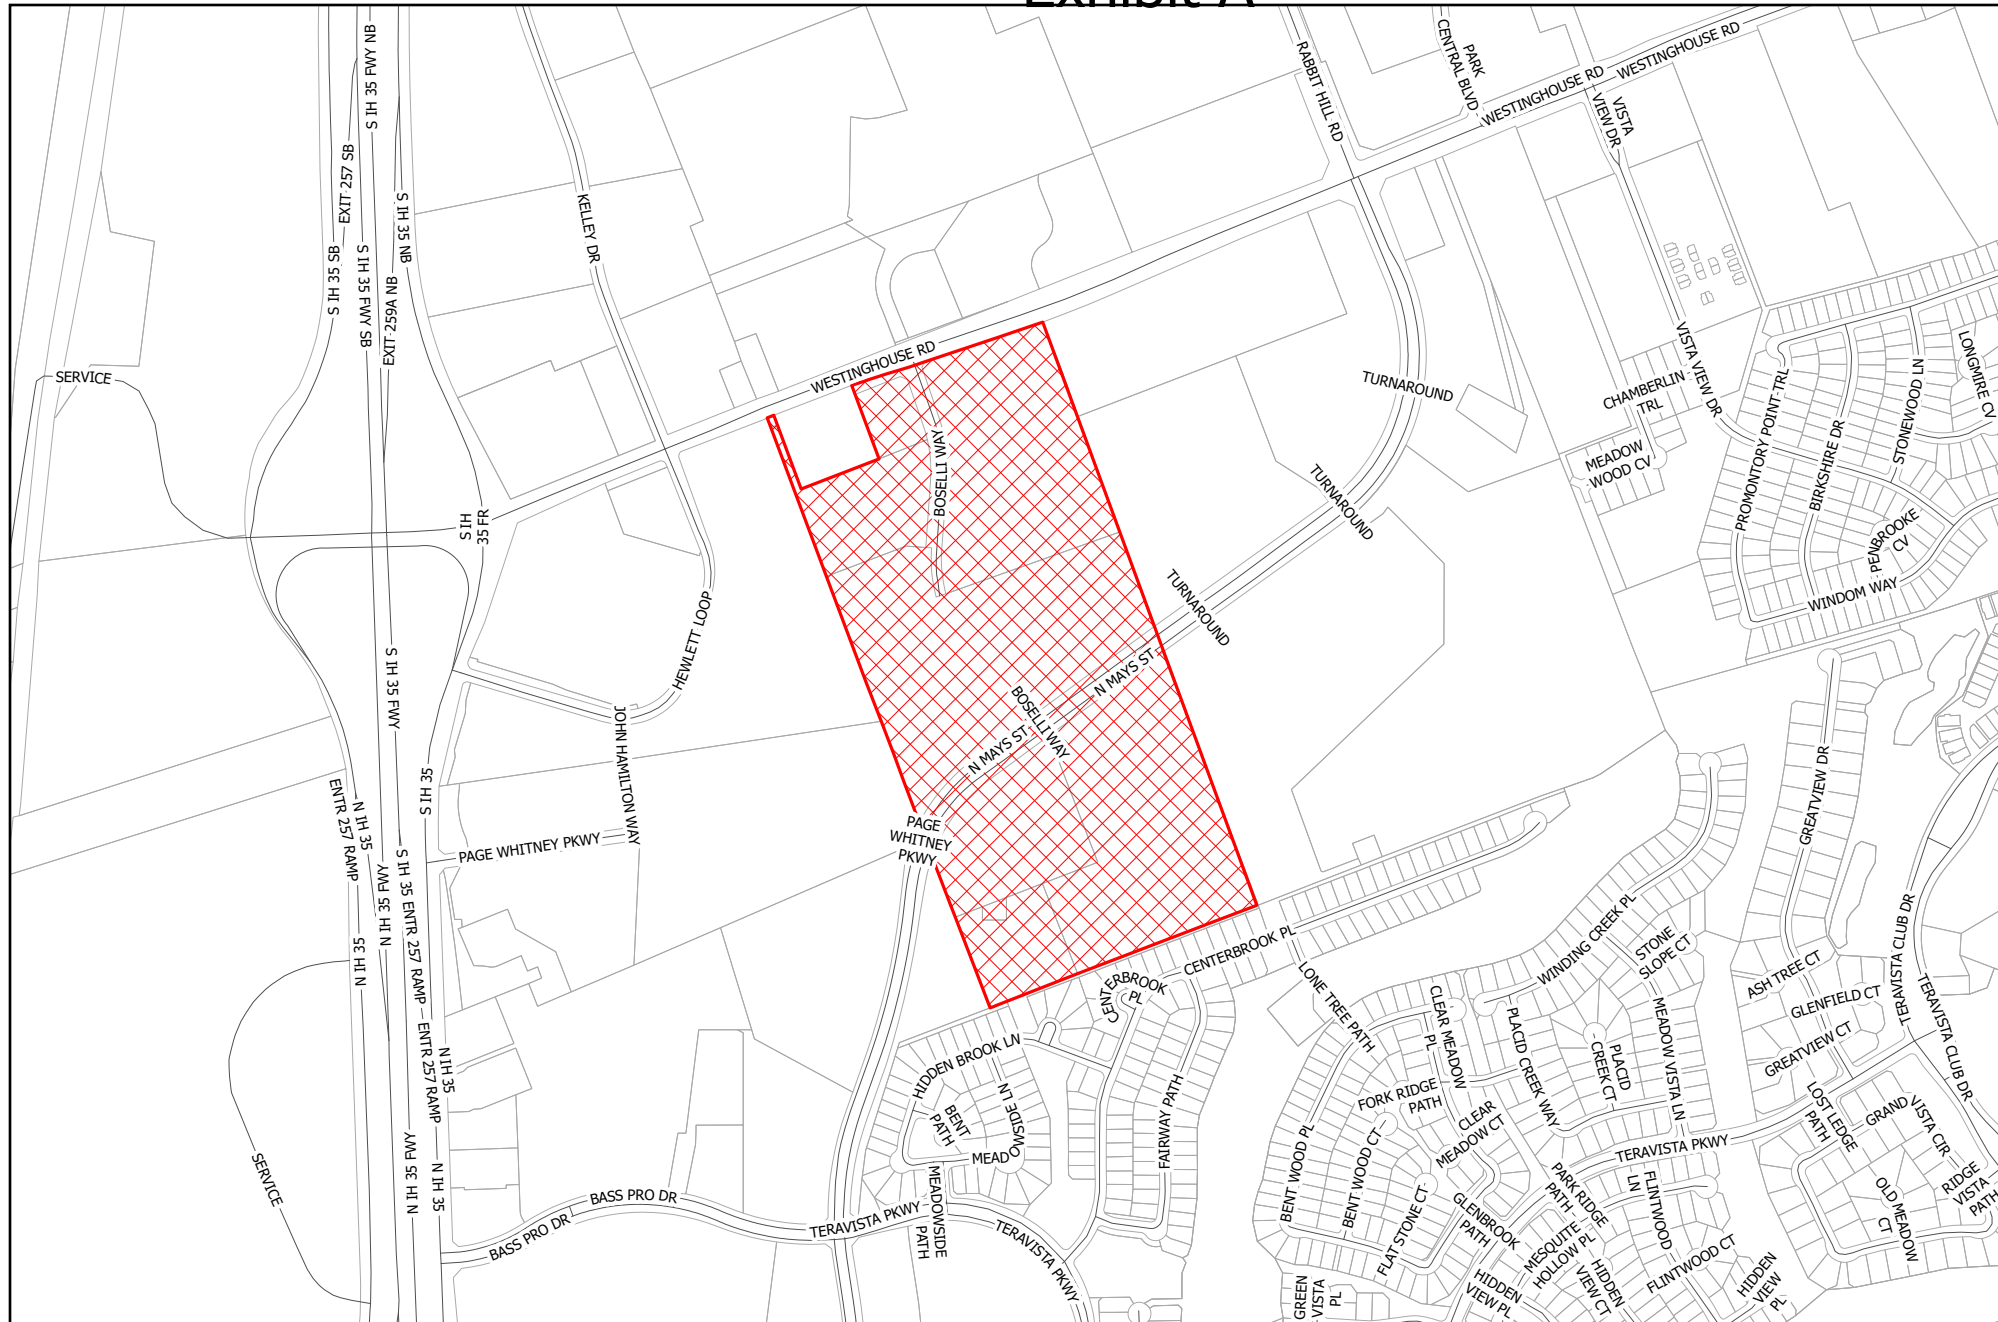 Exhibit A
S IH 35 FWY NB
EXIT 257 SB
S IH 35 SB
S IH 35 FWY SB
EXIT 259A NB
S IH 35 NB
KELLEY DR
RABBIT HILL RD
PARK
CENTRAL BLVD
WESTINGHOUSE RD
WESTINGHOUSE RD
VISTA
VIEW DR
SERVICE
WESTINGHOUSE RD
BOSELLI WAY
TURNAROUND
TURNAROUND
TURNAROUND
CHAMBERLIN
TRL
VISTA VIEW DR
MEADOW
WOOD CV
PROMONTORY POINT TRL
BIRKSHIRE DR
STONEWOOD LN
LONGMIRE CV
PENBROOKE
CV
WINDOM WAY
S IH
35 FR
HEWLETT LOOP
S IH 35 FWY
JOHN HAMILTON WAY
S IH 35
N MAYS ST
BOSELLI WAY
N MAYS ST
PAGE
WHITNEY
PKWY
PAGE WHITNEY PKWY
N IH 35
ENTR 257 RAMP
N IH 35 FWY
S IH 35 ENTR 257 RAMP
N IH 35
ENTR 257 RAMP
N IH 35
N IH 35 FWY
N IH 35
SERVICE
BASS PRO DR
BASS PRO DR
TERAVISTA PKWY
TERAVISTA PKWY
MEADOWSIDE
PATH
HIDDEN BROOK LN
BENT
PATH
MEADOWSIDE LN
CENTERBROOK
PL
CENTERBROOK PL
FAIRWAY PATH
LONE TREE PATH
CLEAR MEADOW
PL
FORK RIDGE
PATH
CLEAR
MEADOW CT
PLACID CREEK WAY
PLACID
CREEK CT
WINDING CREEK PL
STONE
SLOPE CT
MEADOW VISTA LN
GREATVIEW DR
ASH TREE CT
GLENFIELD CT
GREATVIEW CT
TERAVISTA CLUB DR
TERAVISTA CLUB DR
LOST LEDGE
PATH
GRAND
VISTA CIR
RIDGE
VISTA
PATH
OLD MEADOW
CT
TERAVISTA PKWY
BENT WOOD PL
BENT WOOD CT
FLAT STONE CT
GLENBROOK
PATH
PARK RIDGE
PATH
FLINTWOOD
LN
MESQUITE
HOLLOW PL
FLINTWOOD CT
HIDDEN
VIEW PL
HIDDEN
VIEW CT
HIDDEN
VIEW
PL
GREEN
VISTA
PL